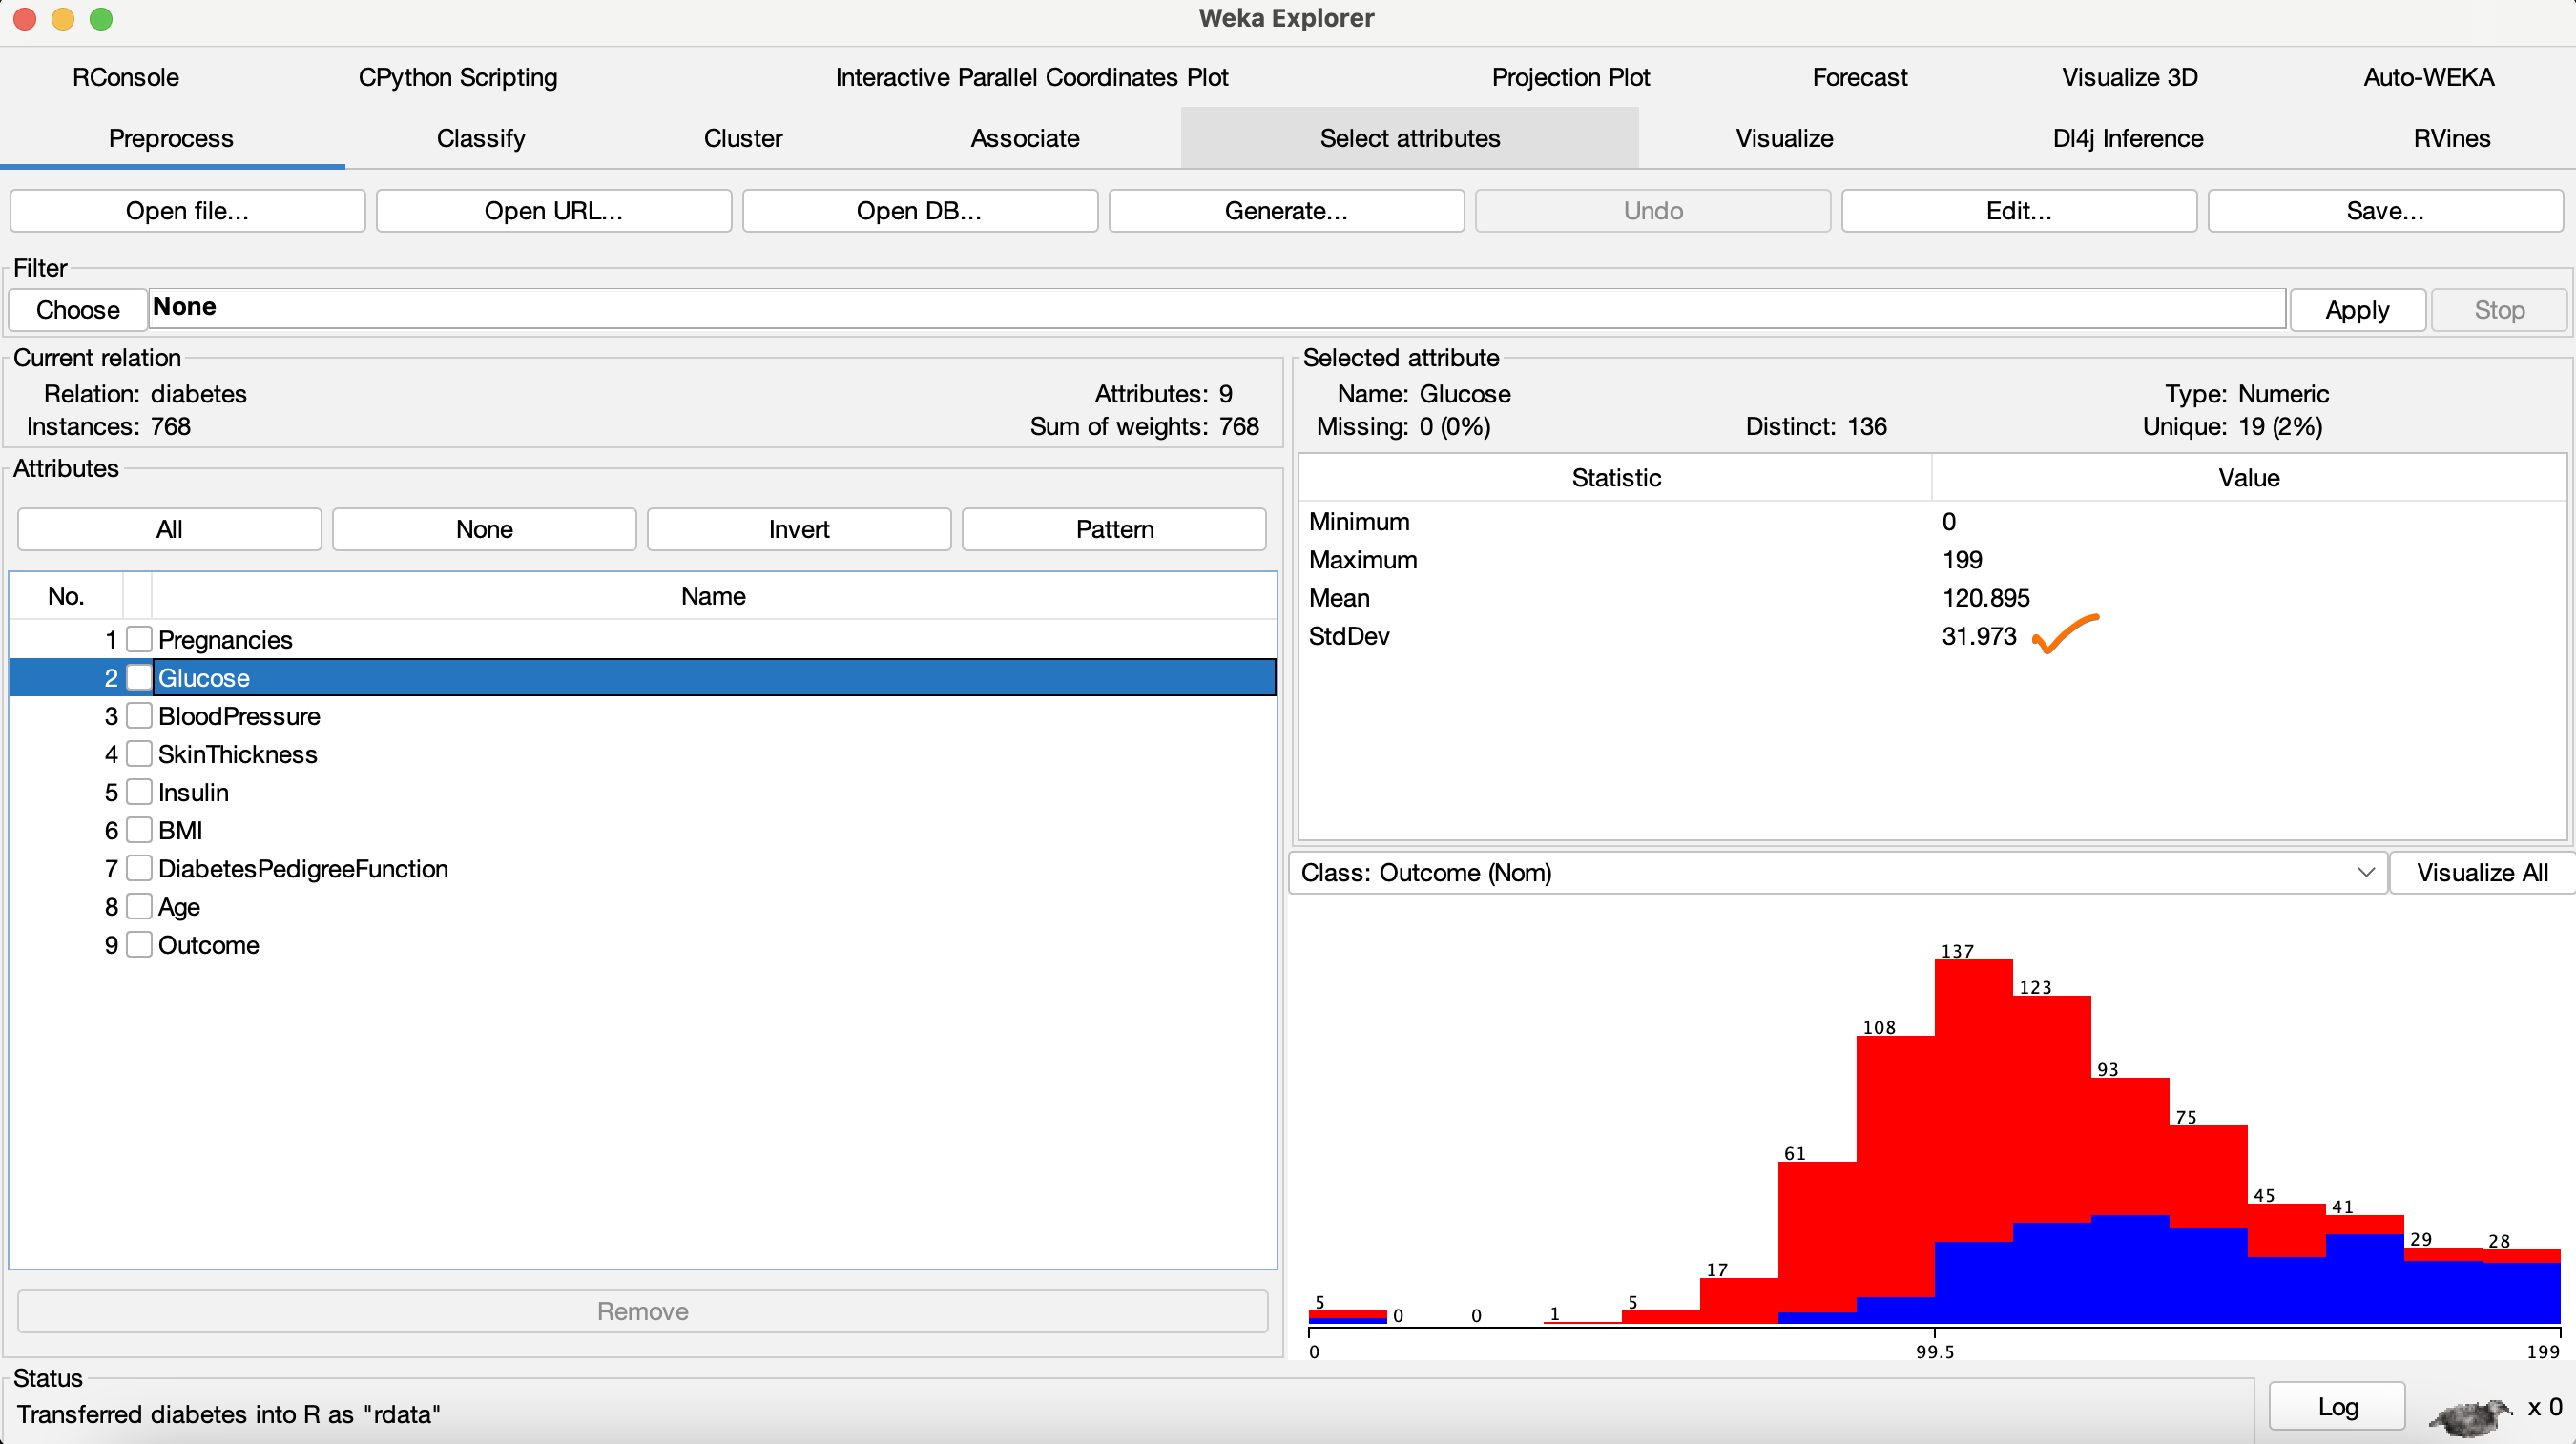 Weka Explorer
RConsole CPython Scripting Interactive Parallel Coordinates Plot Projection Plot Forecast Visualize 3D Auto-WEKA
Preprocess Classify Cluster Associate Select attributes Visualize Dl4j Inference RVines
Open file... Open URL... Open DB... Generate... Undo Edit... Save...
Filter
Choose None Apply Stop
Current relation
Relation: diabetes Attributes: 9
Instances: 768 Sum of weights: 768
Attributes
All None Invert Pattern
No. Name
1 Pregnancies
2 Glucose
3 BloodPressure
4 SkinThickness
5 Insulin
6 BMI
7 DiabetesPedigreeFunction
8 Age
9 Outcome
Remove
Selected attribute
Name: Glucose Type: Numeric
Missing: 0 (0%) Distinct: 136 Unique: 19 (2%)
Statistic Value
Minimum 0
Maximum 199
Mean 120.895
StdDev 31.973
Class: Outcome (Nom) Visualize All
5 0 0 1 5 17 61 108 137 123 93 75 45 41 29 28
0 99.5 199
Status
Transferred diabetes into R as "rdata"
Log x 0